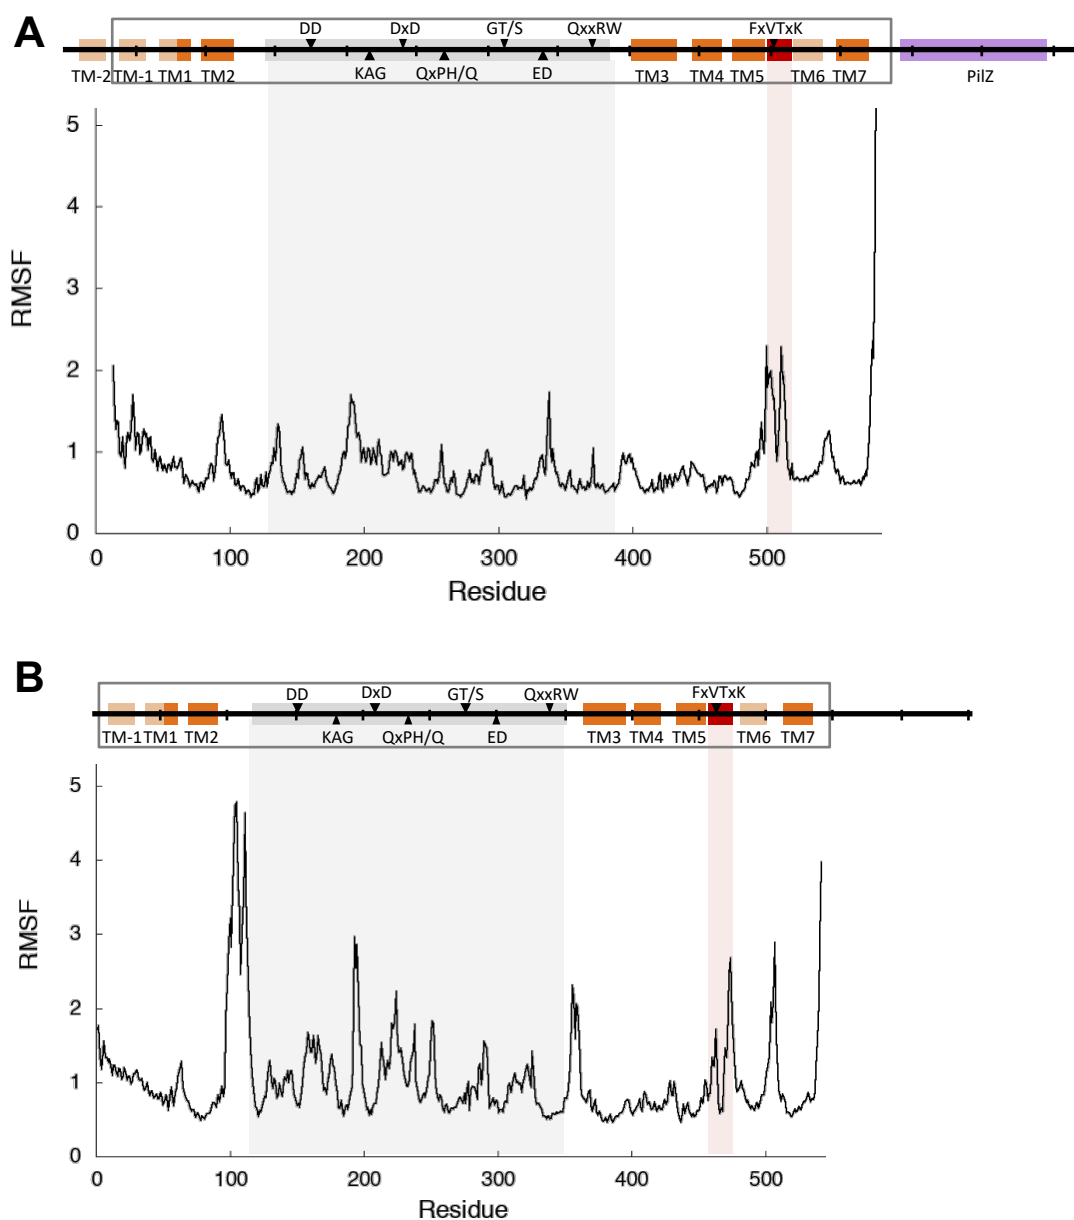 A
DD DxD GT/S QxxRW FxVTxK
KAG QxPH/Q ED
TM-2 TM-1 TM1 TM2 TM3 TM4 TM5 TM6 TM7 PilZ
5
4
3
2
1
0
RMSF
0 100 200 300 400 500
Residue
B
DD DxD GT/S QxxRW FxVTxK
KAG QxPH/Q ED
TM-1 TM1 TM2 TM3 TM4 TM5 TM6 TM7
5
4
3
2
1
0
RMSF
0 100 200 300 400 500
Residue